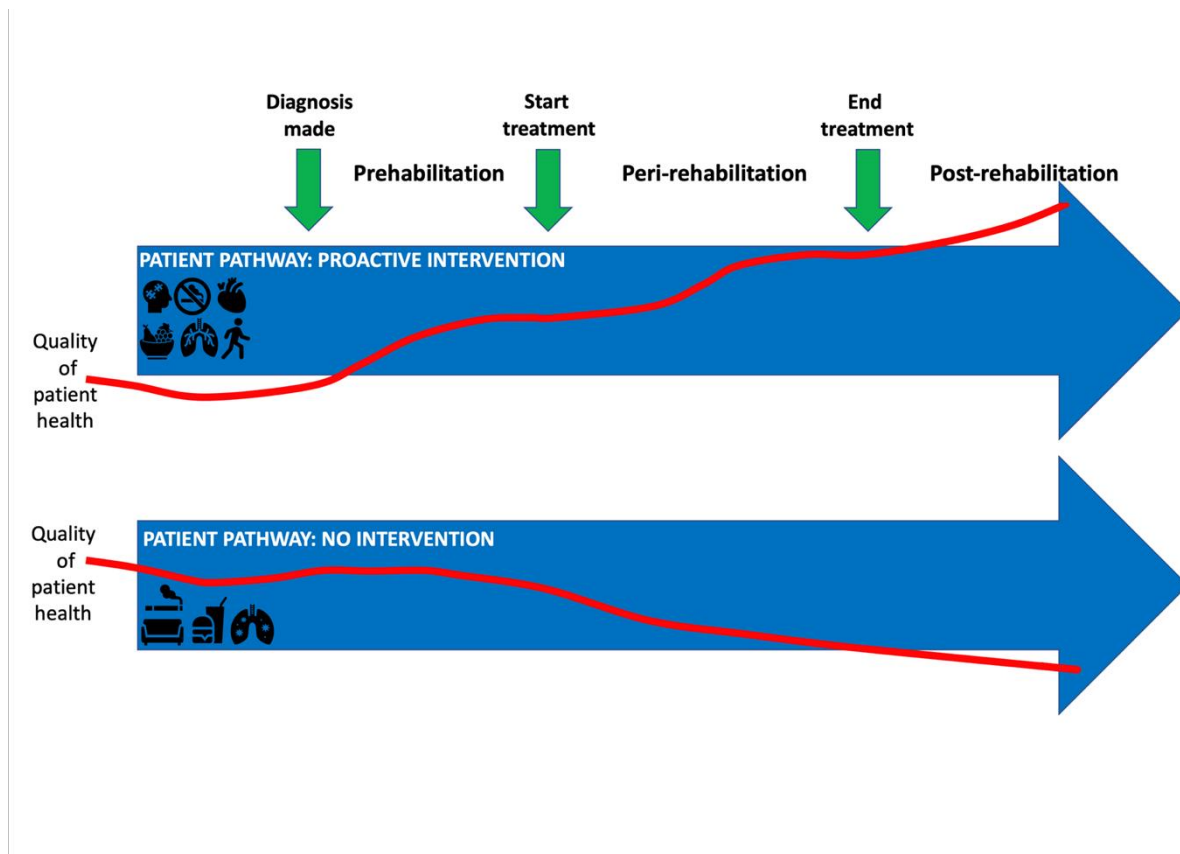 Diagnosis
made
Start
treatment
End
treatment
Prehabilitation
Peri-rehabilitation
Post-rehabilitation
PATIENT PATHWAY: PROACTIVE INTERVENTION
Quality
of
patient
health
PATIENT PATHWAY: NO INTERVENTION
Quality
of
patient
health